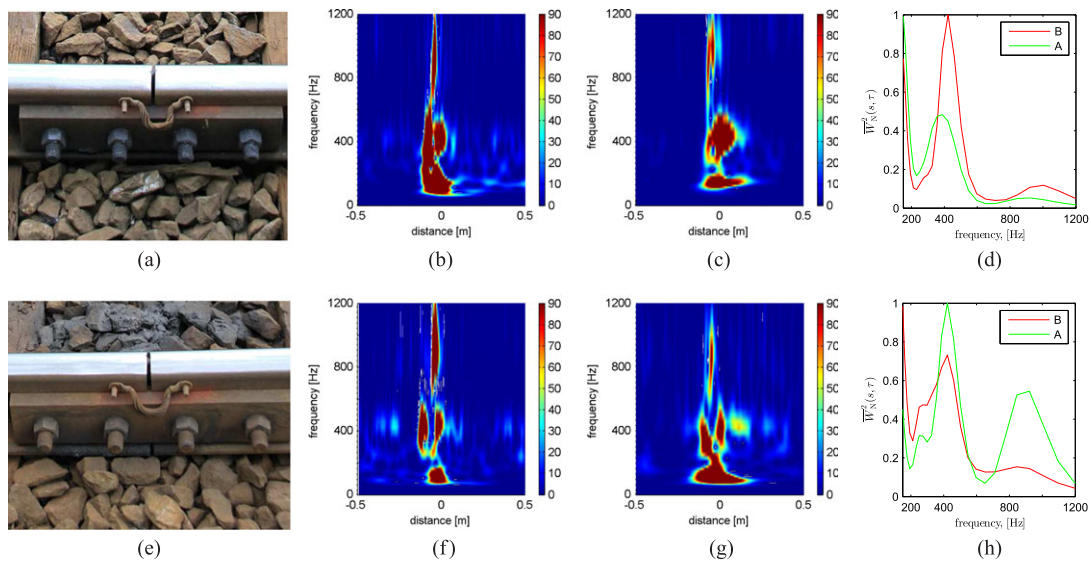 1200
800
400
0
-0.5 0 0.5
frequency [Hz]
distance [m]
90
80
70
60
50
40
30
20
10
0
1200
800
400
0
-0.5 0 0.5
frequency [Hz]
distance [m]
90
80
70
60
50
40
30
20
10
0
1
0.8
0.6
0.4
0.2
0
200 400 800 1200
B
A
W̅²_N(s, τ)
frequency, [Hz]
(a) (b) (c) (d)
1200
800
400
0
-0.5 0 0.5
frequency [Hz]
distance [m]
90
80
70
60
50
40
30
20
10
0
1200
800
400
0
-0.5 0 0.5
frequency [Hz]
distance [m]
90
80
70
60
50
40
30
20
10
0
1
0.8
0.6
0.4
0.2
0
200 400 800 1200
B
A
W̅²_N(s, τ)
frequency, [Hz]
(e) (f) (g) (h)